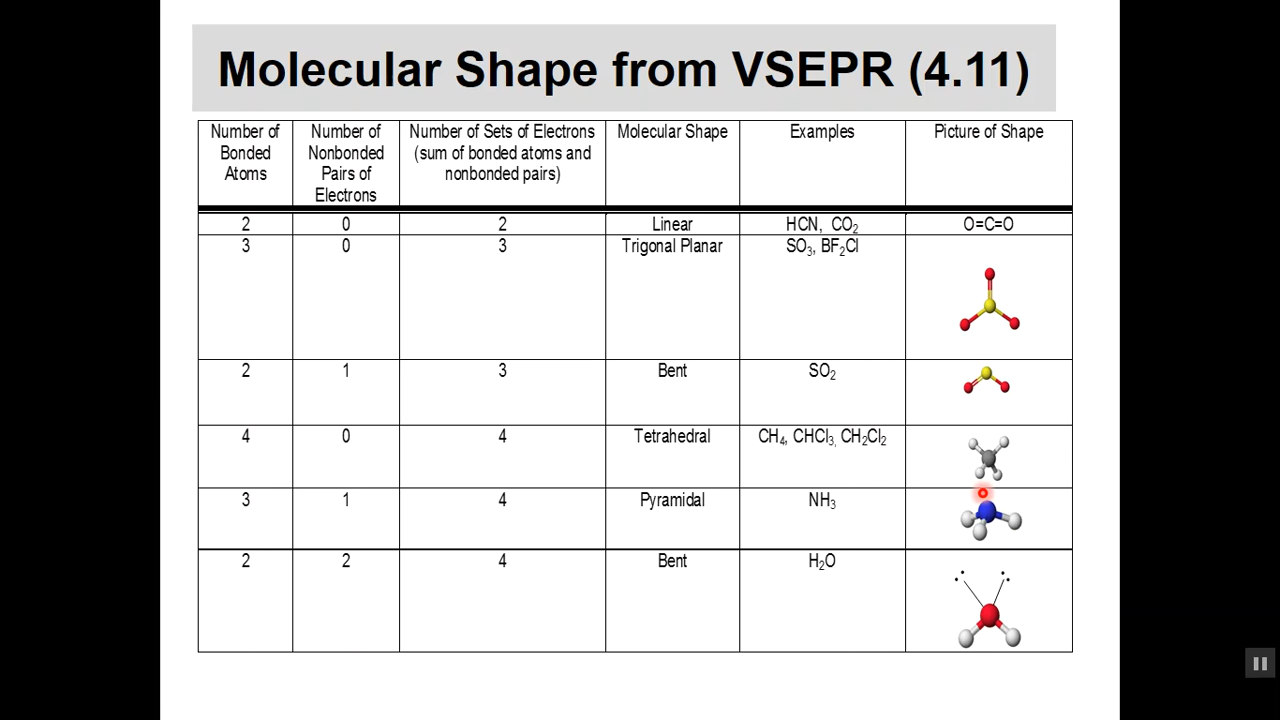 Molecular Shape from VSEPR (4.11)
Number of Bonded Atoms | Number of Nonbonded Pairs of Electrons | Number of Sets of Electrons (sum of bonded atoms and nonbonded pairs) | Molecular Shape | Examples | Picture of Shape
2 | 0 | 2 | Linear | HCN, CO₂ | O=C=O
3 | 0 | 3 | Trigonal Planar | SO₃, BF₂Cl
2 | 1 | 3 | Bent | SO₂
4 | 0 | 4 | Tetrahedral | CH₄, CHCl₃, CH₂Cl₂
3 | 1 | 4 | Pyramidal | NH₃
2 | 2 | 4 | Bent | H₂O